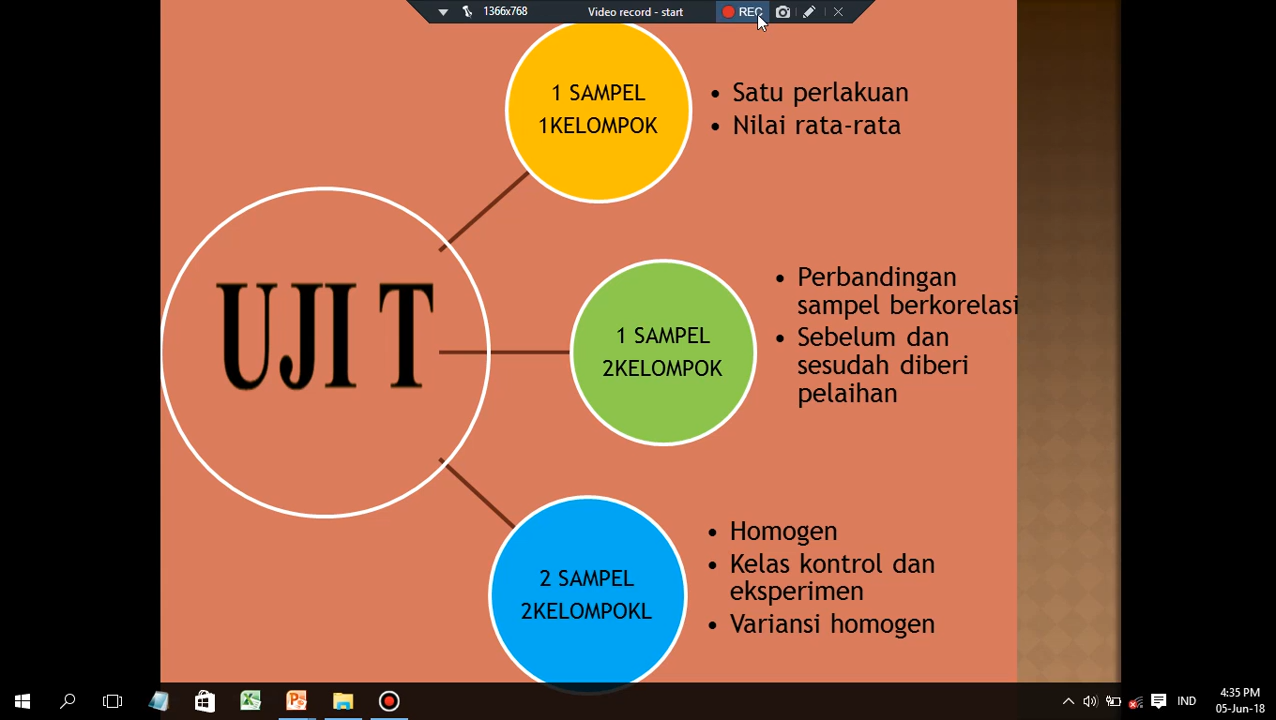 1366x768
Video record - start
REC
1 SAMPEL
1KELOMPOK
• Satu perlakuan
• Nilai rata-rata
UJI T
1 SAMPEL
2KELOMPOK
• Perbandingan
sampel berkorelasi
• Sebelum dan
sesudah diberi
pelaihan
2 SAMPEL
2KELOMPOKL
• Homogen
• Kelas kontrol dan
eksperimen
• Variansi homogen
IND
4:35 PM
05-Jun-18